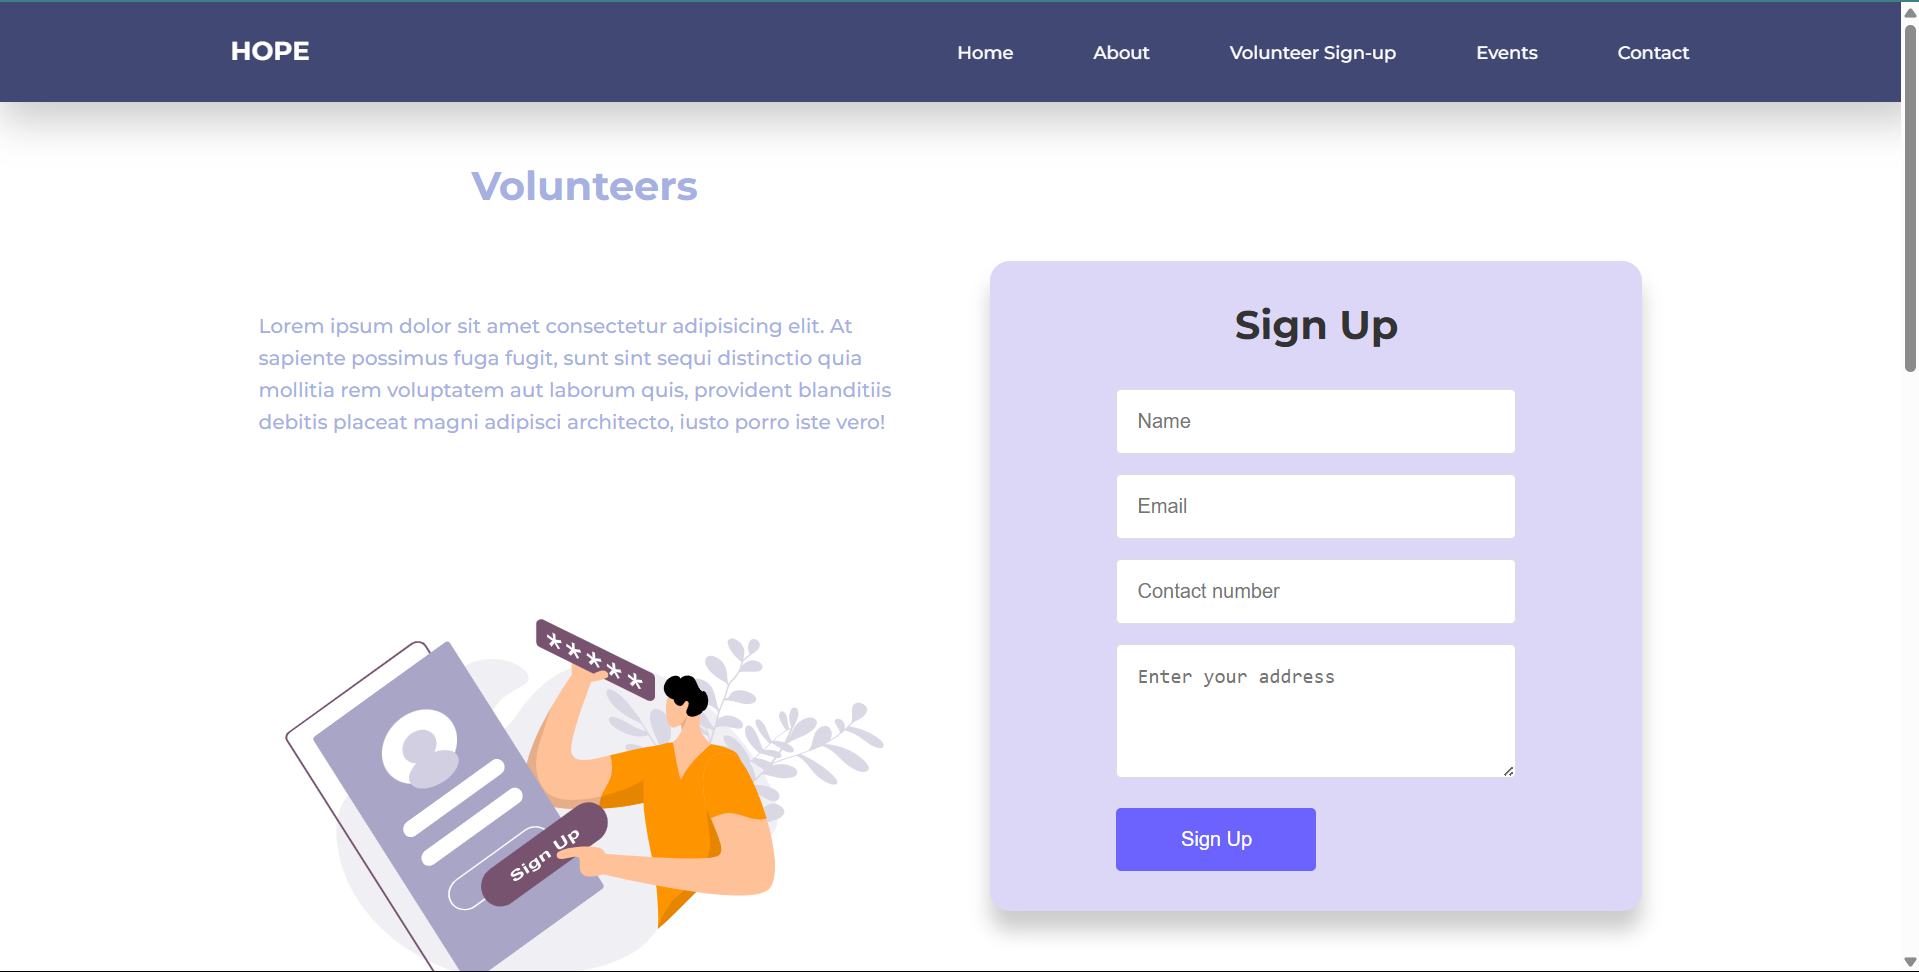 HOPE
Home
About
Volunteer Sign-up
Events
Contact
Volunteers
Lorem ipsum dolor sit amet consectetur adipisicing elit. At
sapiente possimus fuga fugit, sunt sint sequi distinctio quia
mollitia rem voluptatem aut laborum quis, provident blanditiis
debitis placeat magni adipisci architecto, iusto porro iste vero!
*****
Sign Up
Sign Up
Name
Email
Contact number
Enter your address
Sign Up